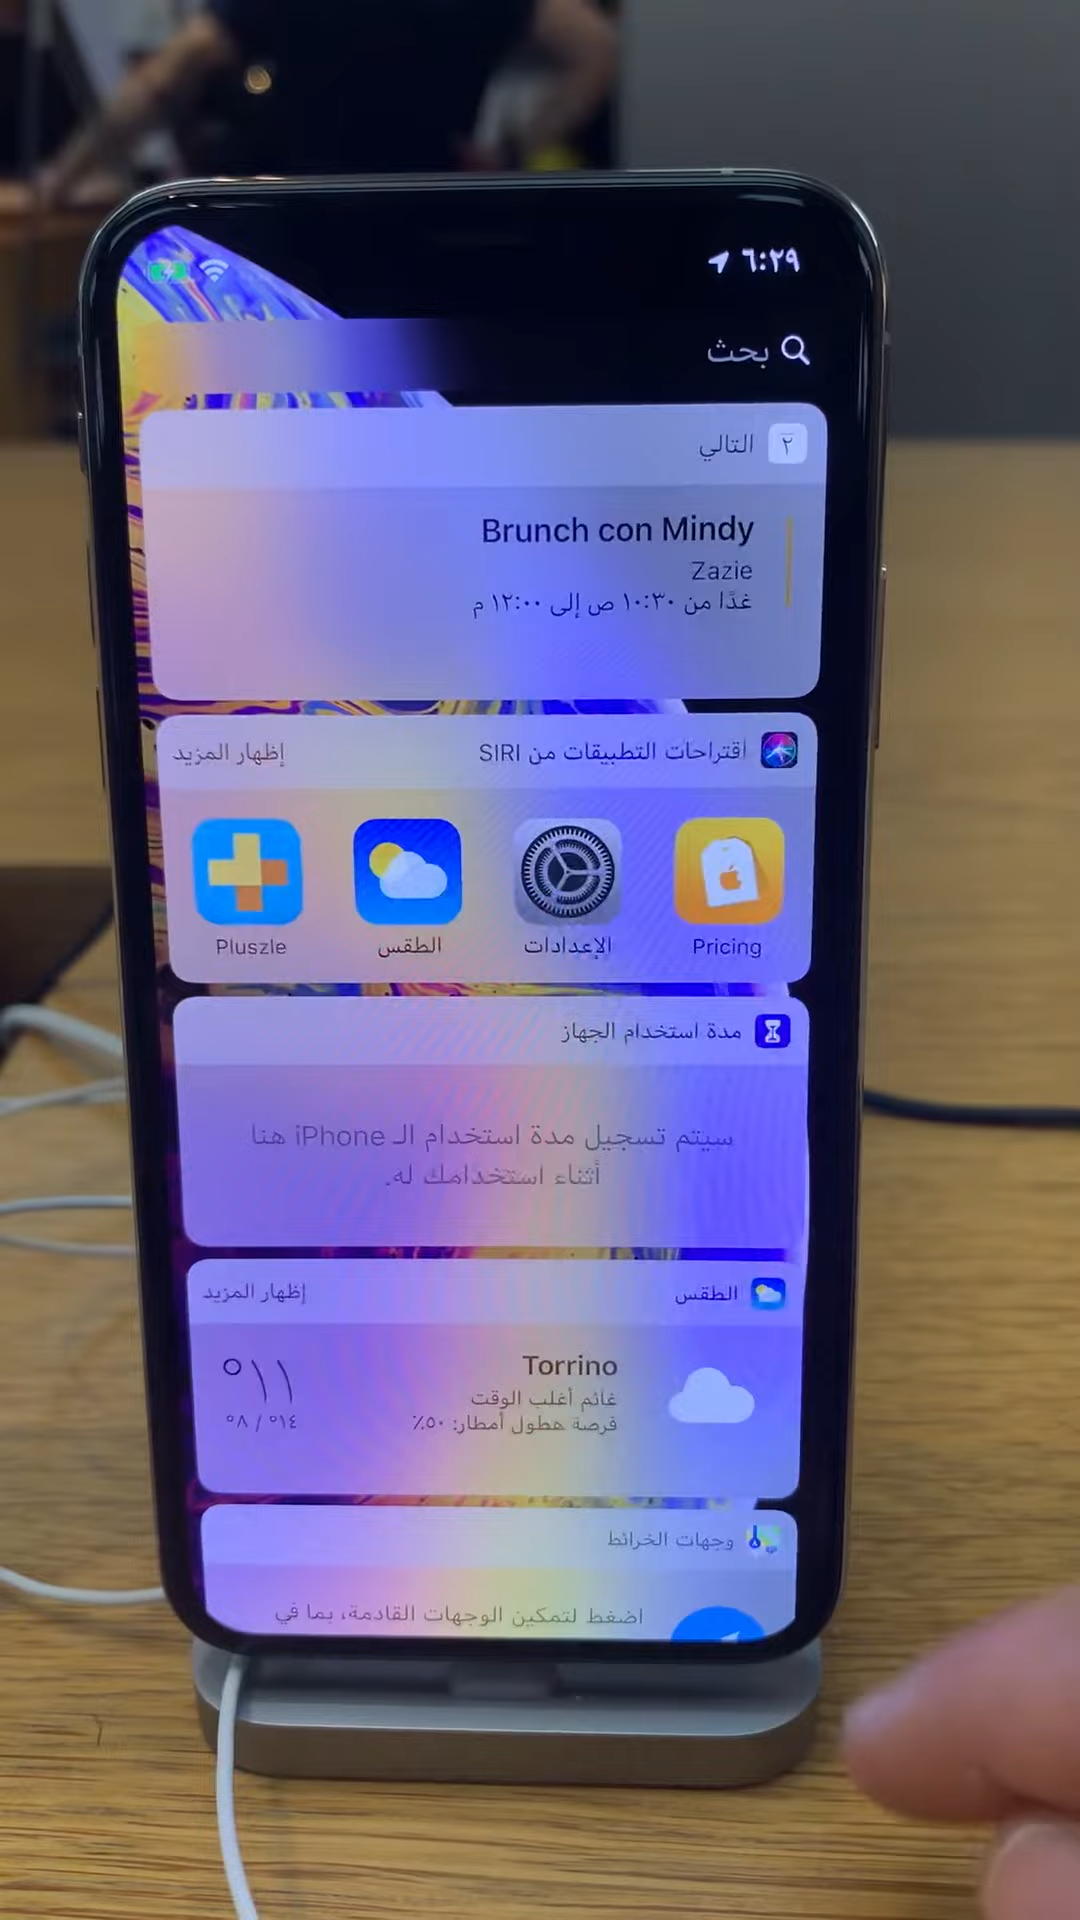 ٦:٢٩
بحث
٢ التالي
Brunch con Mindy
Zazie
غدًا من ١٠:٣٠ ص إلى ١٢:٠٠ م
اقتراحات التطبيقات من SIRI
إظهار المزيد
Pricing
الإعدادات
الطقس
Pluszle
مدة استخدام الجهاز
سيتم تسجيل مدة استخدام الـ iPhone هنا
أثناء استخدامك له.
الطقس
إظهار المزيد
Torrino
غائم أغلب الوقت
فرصة هطول أمطار: ٥٠٪
١١°
١٤° / ٨°
وجهات الخرائط
اضغط لتمكين الوجهات القادمة، بما في